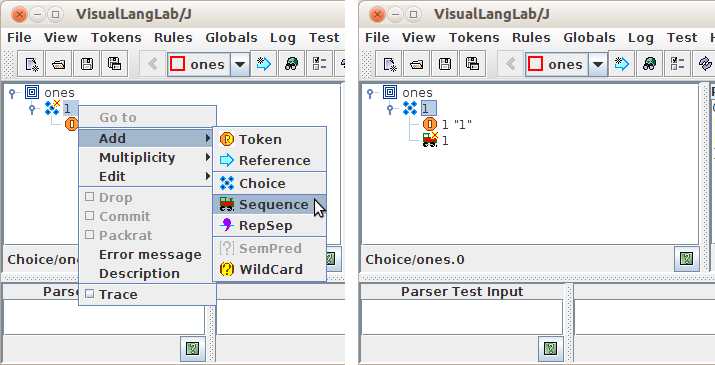 VisualLangLab/J
File View Tokens Rules Globals Log Test
ones
ones
1
Go to
Add
Multiplicity
Edit
Drop
Commit
Packrat
Error message
Description
Trace
Token
Reference
Choice
Sequence
RepSep
SemPred
WildCard
Choice/ones.0
VisualLangLab/J
File View Tokens Rules Globals Log Test
ones
ones
1
1 "1"
1
Choice/ones.0
Parser Test Input